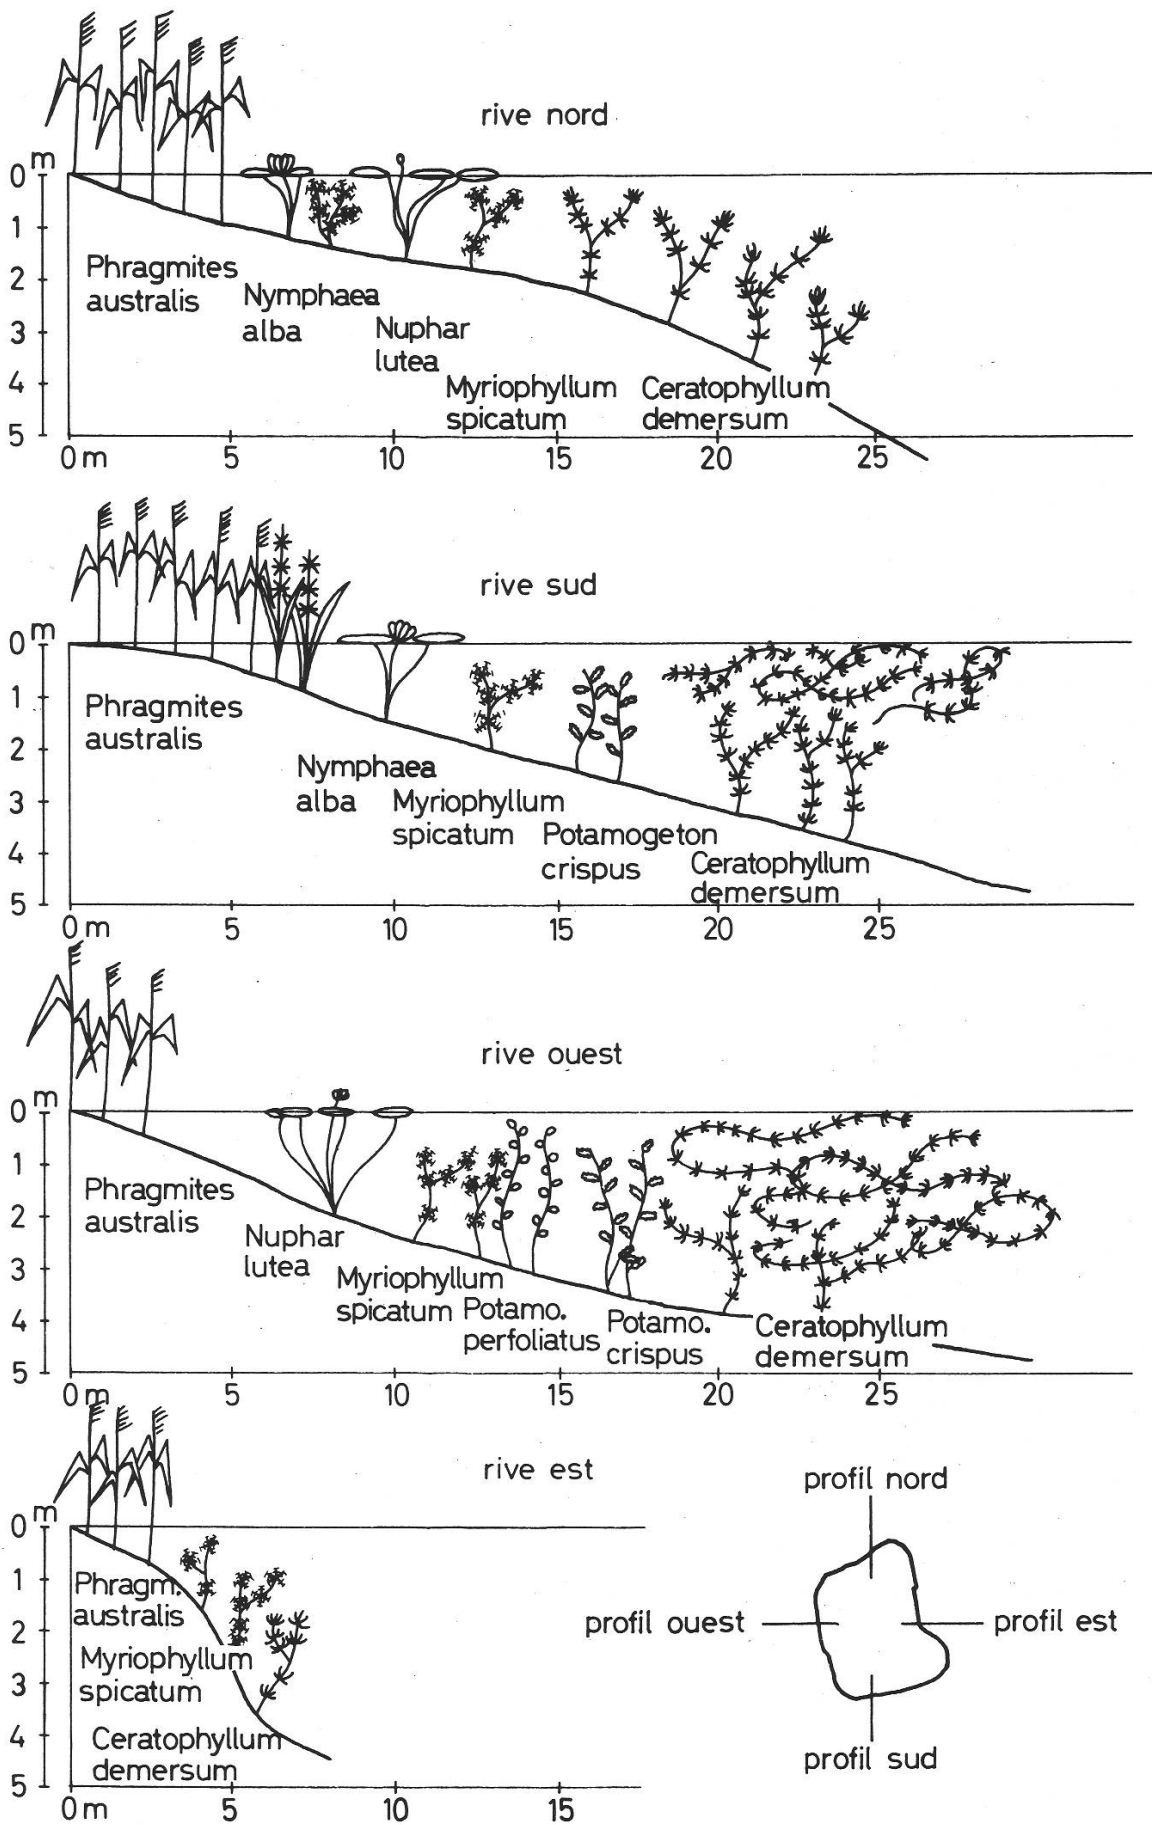 rive nord
m
0
1
2
3
4
5
Phragmites
australis
Nymphaea
alba
Nuphar
lutea
Myriophyllum
spicatum
Ceratophyllum
demersum
0 m 5 10 15 20 25
rive sud
m
0
1
2
3
4
5
Phragmites
australis
Nymphaea
alba
Myriophyllum
spicatum
Potamogeton
crispus
Ceratophyllum
demersum
0 m 5 10 15 20 25
rive ouest
m
0
1
2
3
4
5
Phragmites
australis
Nuphar
lutea
Myriophyllum
spicatum
Potamo.
perfoliatus
Potamo.
crispus
Ceratophyllum
demersum
0 m 5 10 15 20 25
rive est
m
0
1
2
3
4
5
Phragm.
australis
Myriophyllum
spicatum
Ceratophyllum
demersum
0 m 5 10 15
profil nord
profil ouest
profil est
profil sud